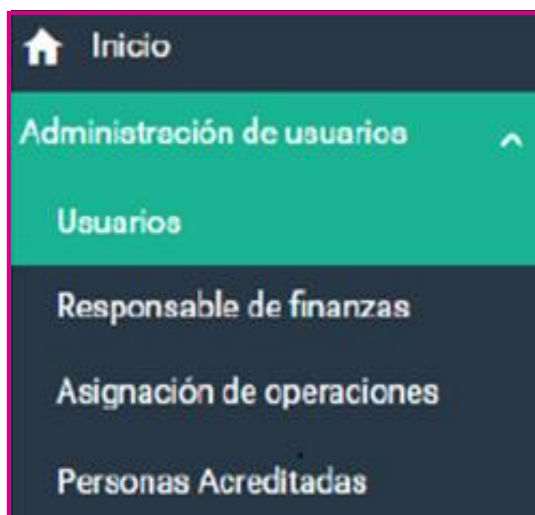 Inicio
Administración de usuarios
Usuarios
Responsable de finanzas
Asignación de operaciones
Personas Acreditadas